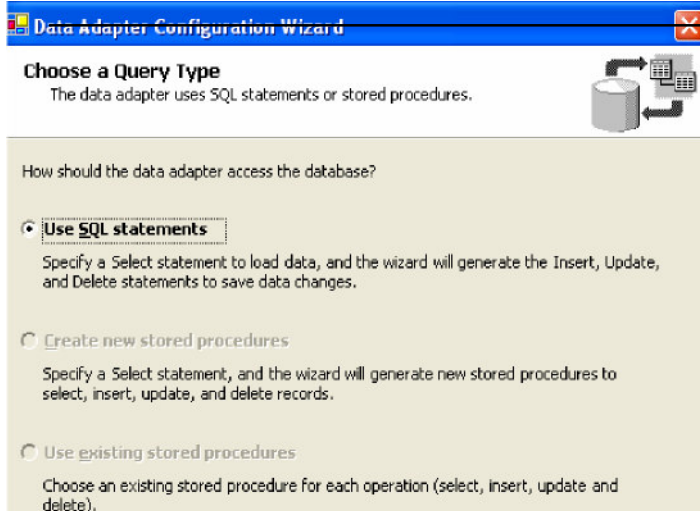 Data Adapter Configuration Wizard
Choose a Query Type
The data adapter uses SQL statements or stored procedures.
How should the data adapter access the database?
Use SQL statements
Specify a Select statement to load data, and the wizard will generate the Insert, Update,
and Delete statements to save data changes.
Create new stored procedures
Specify a Select statement, and the wizard will generate new stored procedures to
select, insert, update, and delete records.
Use existing stored procedures
Choose an existing stored procedure for each operation (select, insert, update and
delete).